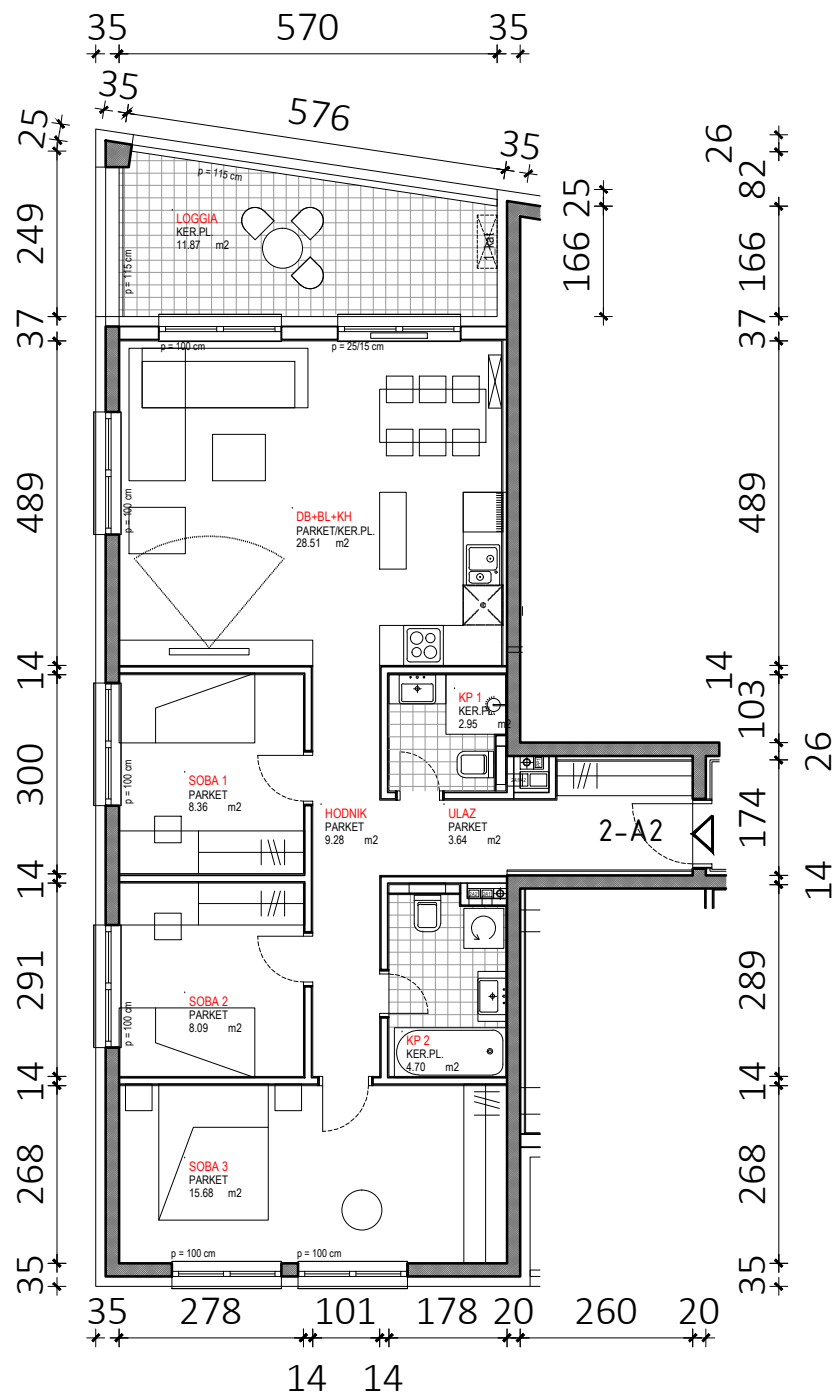 35 570 35
35 576 35
25
249
37
489
14
300
14
291
14
268
35
26
82
25
166
166
37
489
14
103
26
174
14
289
14
268
35
p = 115 cm
LOGGIA
KER.PL.
11.87 m2
p = 115 cm
p = 100 cm
p = 25/15 cm
p = 100 cm
DB+BL+KH
PARKET/KER.PL.
28.51 m2
KP 1
KER.PL.
2.95 m2
SOBA 1
PARKET
8.36 m2
p = 100 cm
HODNIK
PARKET
9.28 m2
ULAZ
PARKET
3.64 m2
2-A2
SOBA 2
PARKET
8.09 m2
p = 100 cm
KP 2
KER.PL.
4.70 m2
SOBA 3
PARKET
15.68 m2
p = 100 cm
p = 100 cm
35 278 101 178 20 260 20
14 14